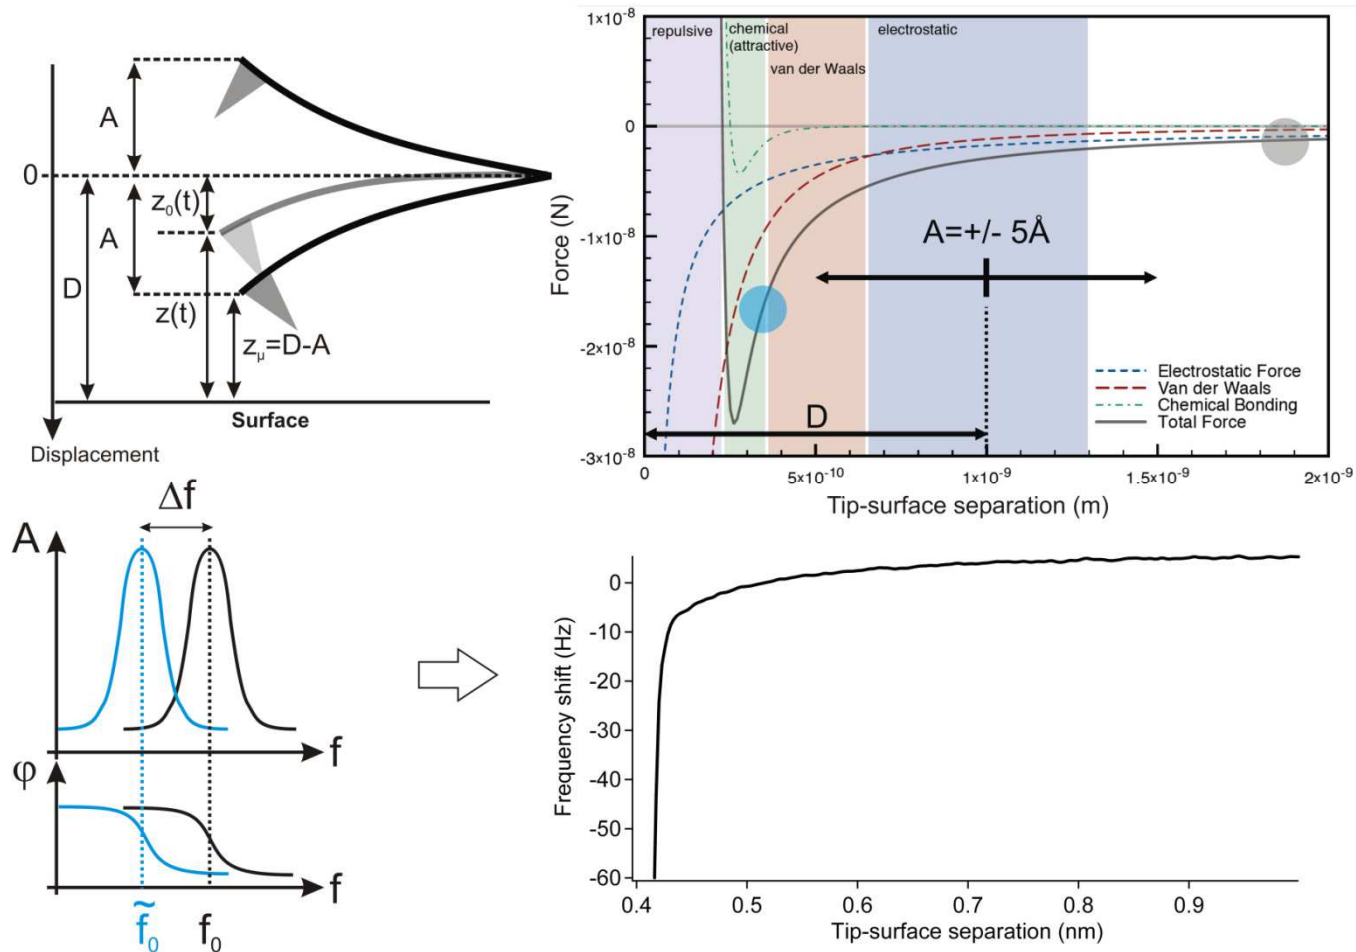 A
0
z₀(t)
A
D
z(t)
zμ=D-A
Surface
Displacement
1×10⁻⁸
0
-1×10⁻⁸
-2×10⁻⁸
-3×10⁻⁸
Force (N)
repulsive
chemical
(attractive)
van der Waals
electrostatic
A=+/- 5Å
D
Electrostatic Force
Van der Waals
Chemical Bonding
Total Force
0
5×10⁻¹⁰
1×10⁻⁹
1.5×10⁻⁹
2×10⁻⁹
Tip-surface separation (m)
Δf
A
f
φ
f
f̃₀
f₀
0
-10
-20
-30
-40
-50
-60
Frequency shift (Hz)
0.4
0.5
0.6
0.7
0.8
0.9
Tip-surface separation (nm)